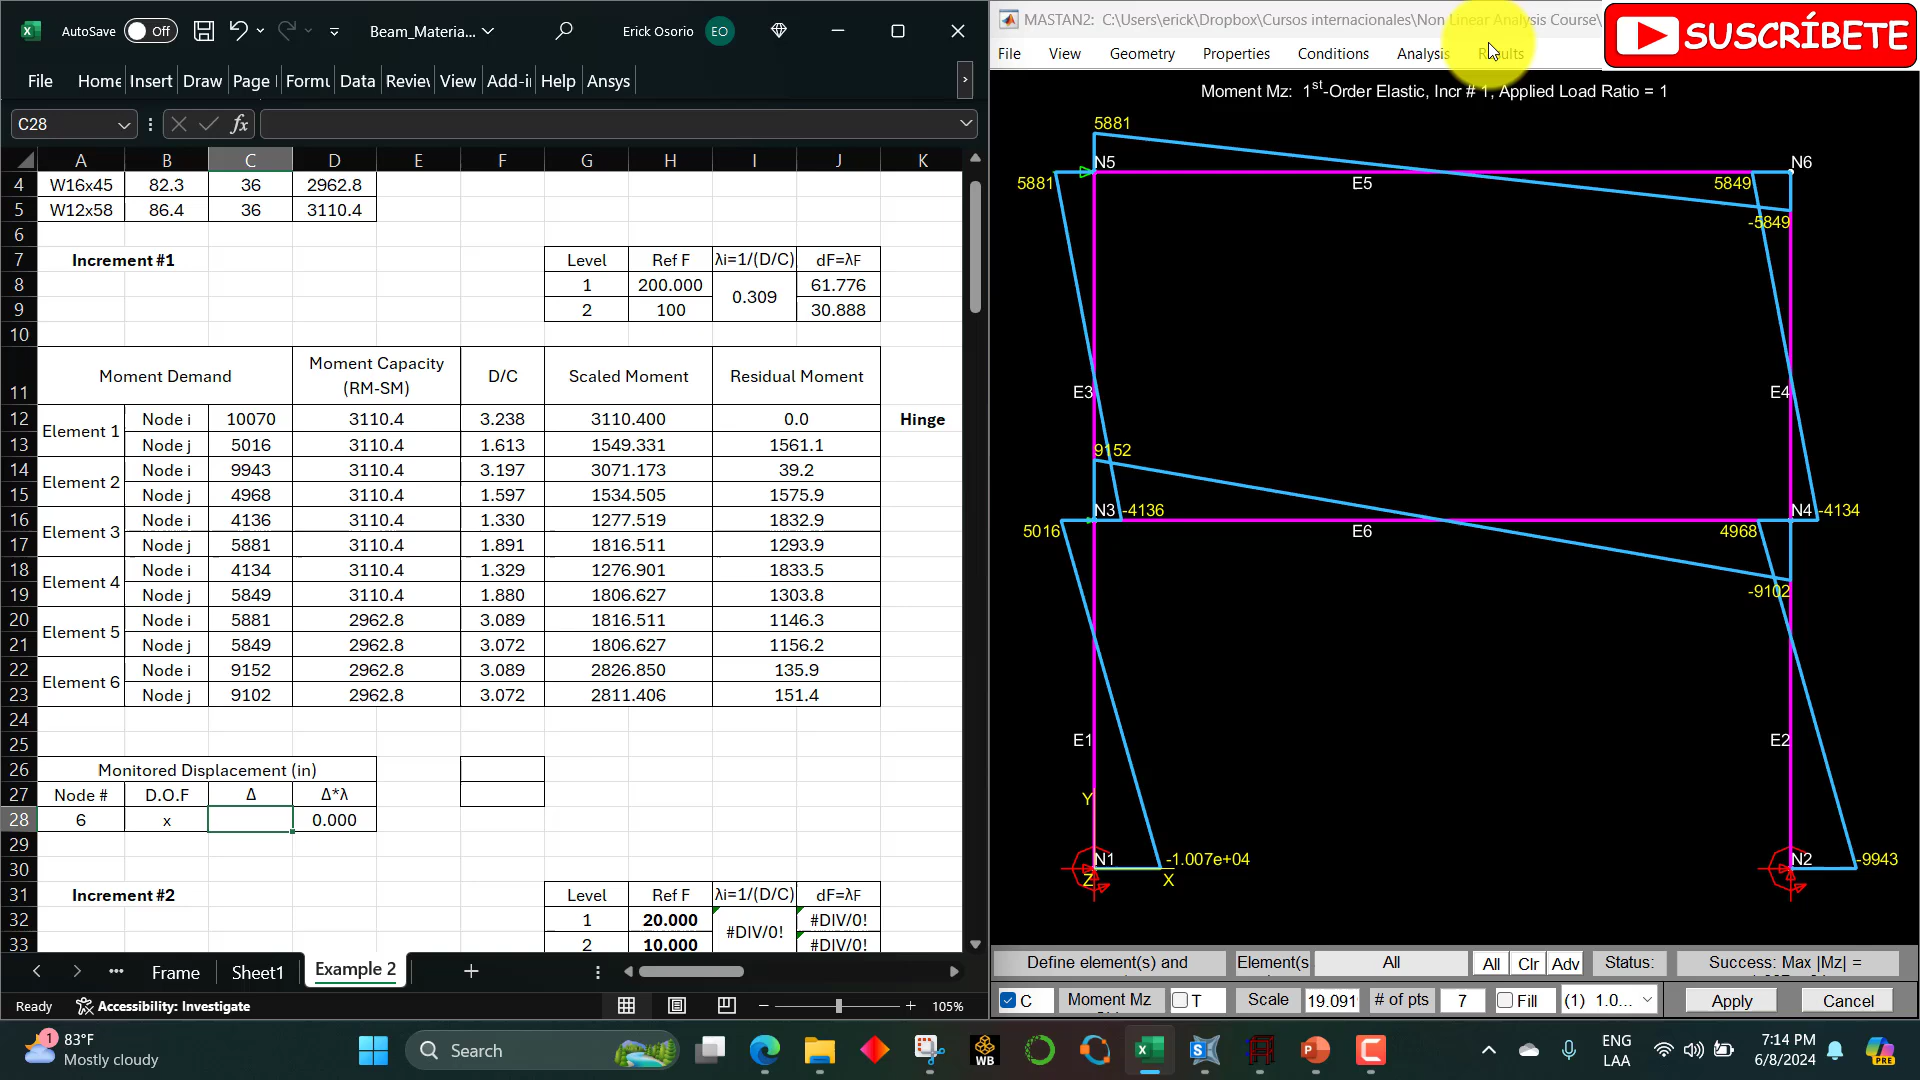 AutoSave Off Beam_Materia... Erick Osorio EO
File Home Insert Draw Page Formu Data Review View Add-i Help Ansys
C28 fx
A B C D E F G H I J K
4 W16x45 82.3 36 2962.8
5 W12x58 86.4 36 3110.4
6
7 Increment #1 Level Ref F λi=1/(D/C) dF=λF
8 1 200.000 0.309 61.776
9 2 100 30.888
10
11 Moment Demand Moment Capacity (RM-SM) D/C Scaled Moment Residual Moment
12 Element 1 Node i 10070 3110.4 3.238 3110.400 0.0 Hinge
13 Node j 5016 3110.4 1.613 1549.331 1561.1
14 Element 2 Node i 9943 3110.4 3.197 3071.173 39.2
15 Node j 4968 3110.4 1.597 1534.505 1575.9
16 Element 3 Node i 4136 3110.4 1.330 1277.519 1832.9
17 Node j 5881 3110.4 1.891 1816.511 1293.9
18 Element 4 Node i 4134 3110.4 1.329 1276.901 1833.5
19 Node j 5849 3110.4 1.880 1806.627 1303.8
20 Element 5 Node i 5881 2962.8 3.089 1816.511 1146.3
21 Node j 5849 2962.8 3.072 1806.627 1156.2
22 Element 6 Node i 9152 2962.8 3.089 2826.850 135.9
23 Node j 9102 2962.8 3.072 2811.406 151.4
24
25
26 Monitored Displacement (in)
27 Node # D.O.F Δ Δ*λ
28 6 x 0.000
29
30
31 Increment #2 Level Ref F λi=1/(D/C) dF=λF
32 1 20.000 #DIV/0! #DIV/0!
33 2 10.000 #DIV/0!
Frame Sheet1 Example 2
Ready Accessibility: Investigate 105%
MASTAN2: C:\Users\erick\Dropbox\Cursos internacionales\Non Linear Analysis Course\
SUSCRÍBETE
File View Geometry Properties Conditions Analysis Results
Moment Mz: 1st-Order Elastic, Incr # 1, Applied Load Ratio = 1
5881
N5 N6
5881 E5 5849
-5849
E3 E4
9152
N3 -4136 N4 -4134
5016 E6 4968
-9102
E1 E2
Y
N1 -1.007e+04 N2 -9943
Z X
Define element(s) and Element(s All All Clr Adv Status: Success: Max |Mz| =
C Moment Mz T Scale 19.091 # of pts 7 Fill (1) 1.0... Apply Cancel
1 83°F
Mostly cloudy
Search
WB
ENG
LAA
7:14 PM
6/8/2024
PRE